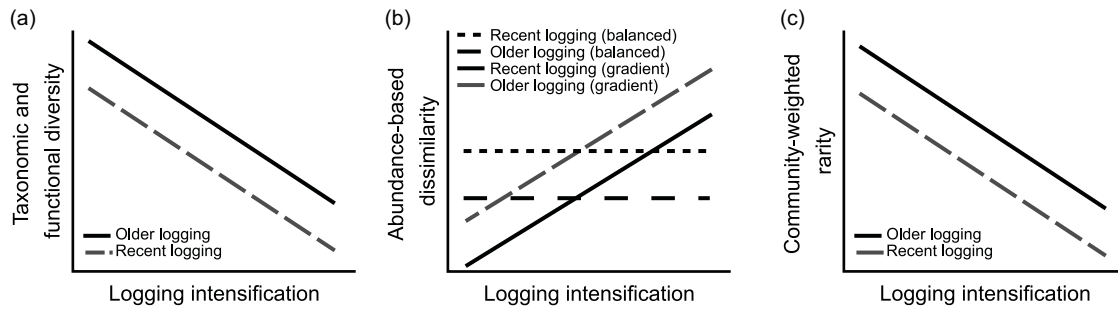 (a)
Taxonomic and
functional diversity
Older logging
Recent logging
Logging intensification
(b)
Abundance-based
dissimilarity
Recent logging (balanced)
Older logging (balanced)
Recent logging (gradient)
Older logging (gradient)
Logging intensification
(c)
Community-weighted
rarity
Older logging
Recent logging
Logging intensification